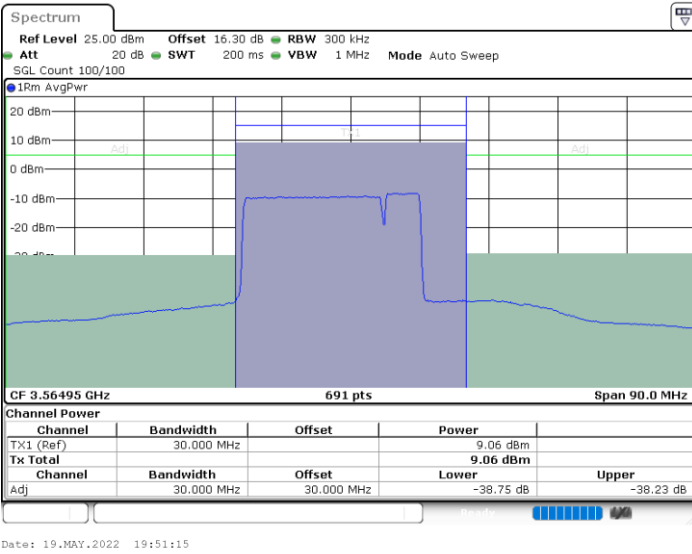 Spectrum
Ref Level 25.00 dBm Offset 16.30 dB RBW 300 kHz
Att 20 dB SWT 200 ms VBW 1 MHz Mode Auto Sweep
SGL Count 100/100
1Rm AvgPwr
20 dBm
TX1
10 dBm
Adj Adj
0 dBm
-10 dBm
-20 dBm
-30 dBm
CF 3.56495 GHz 691 pts Span 90.0 MHz
Channel Power
Channel Bandwidth Offset Power
TX1 (Ref) 30.000 MHz 9.06 dBm
Tx Total 9.06 dBm
Channel Bandwidth Offset Lower Upper
Adj 30.000 MHz 30.000 MHz -38.75 dB -38.23 dB
Ready
Date: 19.MAY.2022 19:51:15